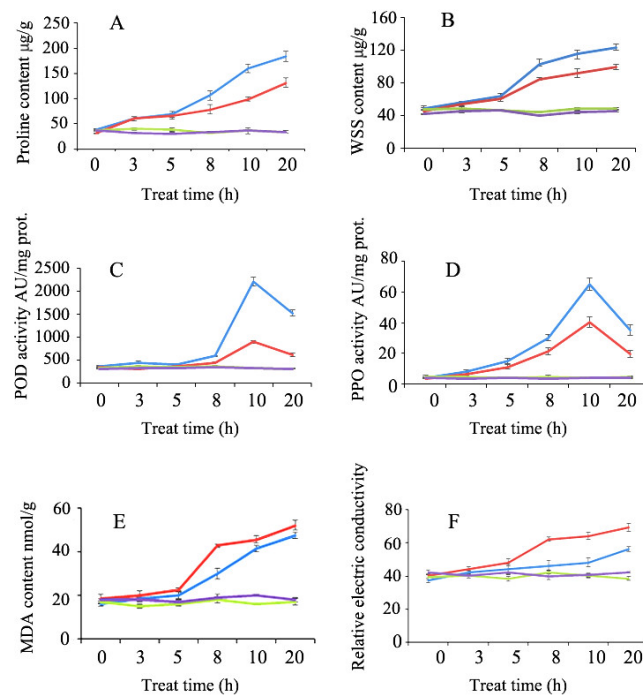 A
Proline content µg/g
250
200
150
100
50
0
0 3 5 8 10 20
Treat time (h)
B
WSS content µg/g
160
120
80
40
0
0 3 5 8 10 20
Treat time (h)
C
POD activity AU/mg prot.
2500
2000
1500
1000
500
0
0 3 5 8 10 20
Treat time (h)
D
PPO activity AU/mg prot.
80
60
40
20
0
0 3 5 8 10 20
Treat time (h)
E
MDA content nmol/g
60
40
20
0
0 3 5 8 10 20
Treat time (h)
F
Relative electric conductivity
80
60
40
20
0
0 3 5 8 10 20
Treat time (h)